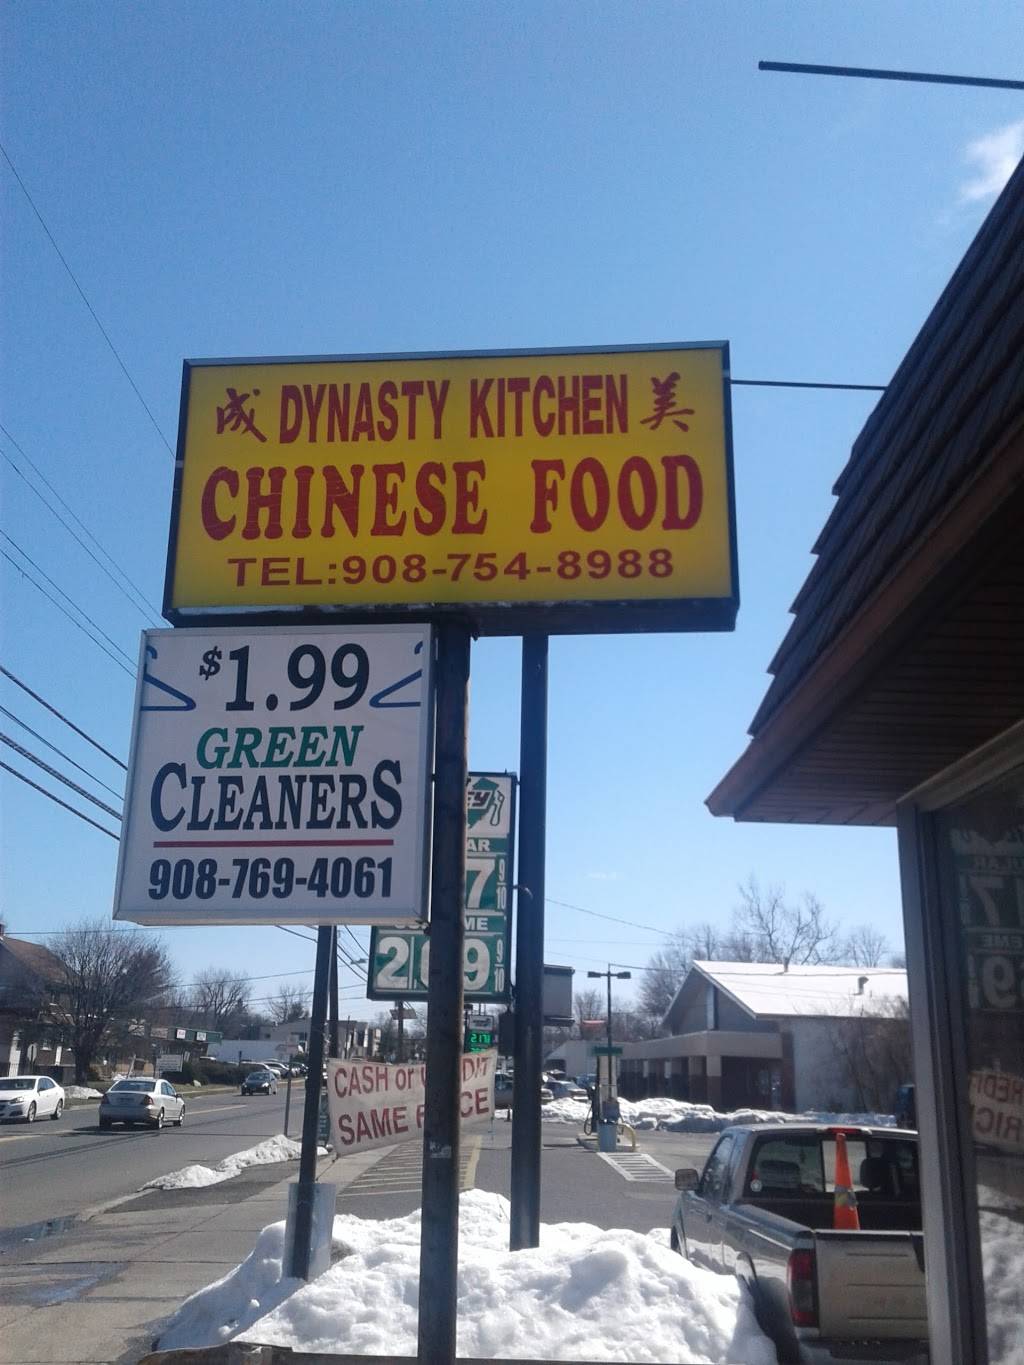 成 DYNASTY KITCHEN 美
CHINESE FOOD
TEL:908-754-8988
$1.99
GREEN
CLEANERS
908-769-4061
CASH or
SAME